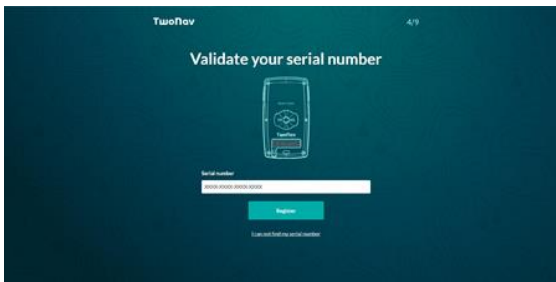 TwoNav
4/9
Validate your serial number
TwoNav
Serial number
XXXXX-XXXXX-XXXXX-XXXXX
Register
I can not find my serial number